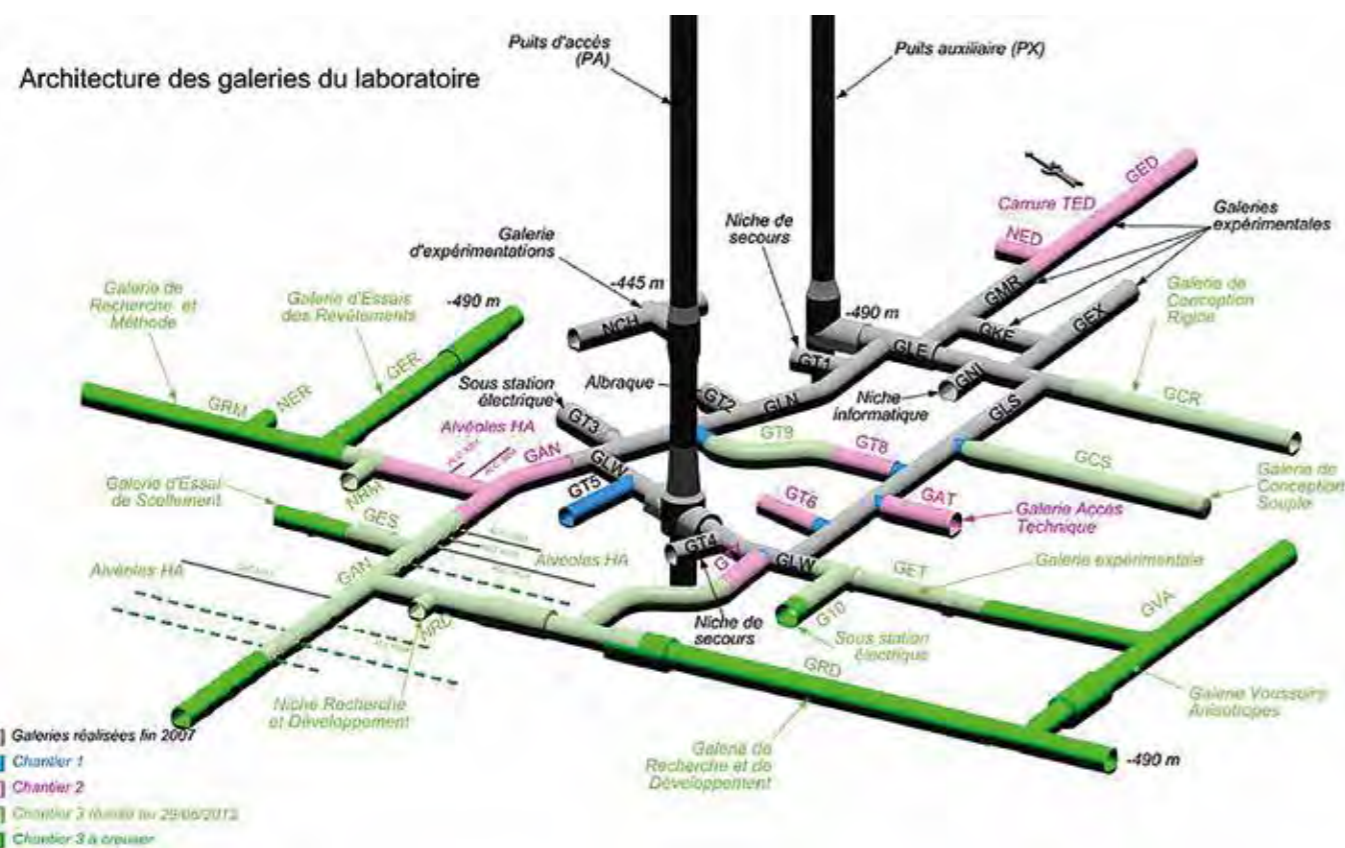 Puits d'accès
(PA)
Puits auxiliaire (PX)
Architecture des galeries du laboratoire
GED
Carrure TED
NED
Galeries
expérimentales
Niche de
secours
Galerie
d'expérimentations
-445 m
-490 m
NCH
GMR
GEX
GLE
GT1
GNI
Niche
informatique
GLS
Galerie de
Conception
Rigide
GCR
Galerie de
Recherche et
Méthode
Galerie d'Essais
des Revêtements
-490 m
GER
NER
GRM
NRM
Sous station
électrique
Albraque
GT2
GLN
GT3
Alvéoles HA
GAN
GLW
GT5
GT8
GCS
Galerie de
Conception
Souple
GT6
GAT
Galerie Accès
Technique
Galerie d'Essai
de Scellement
GES
GT4
GLW
Alvéoles HA
Alvéoles HA
GAN
NRD
GET
Galerie expérimentale
GVA
G10
Niche de
secours
Sous station
électrique
GRD
Niche Recherche
et Développement
Galerie Voussoirs
Anisotropes
Galerie de
Recherche et de
Développement
-490 m
Galeries réalisées fin 2007
Chantier 1
Chantier 2
Chantier 3 à creuser